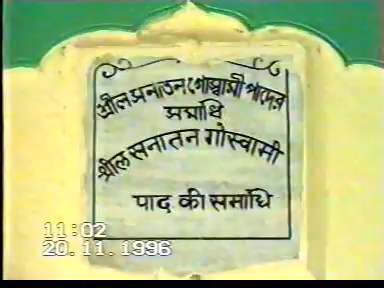 শ্রীল সনাতন গোস্বামী পাদের
সমাধি
श्रील सनातन गोस्वामी
पाद की समाधि
11:02
20.11.1996